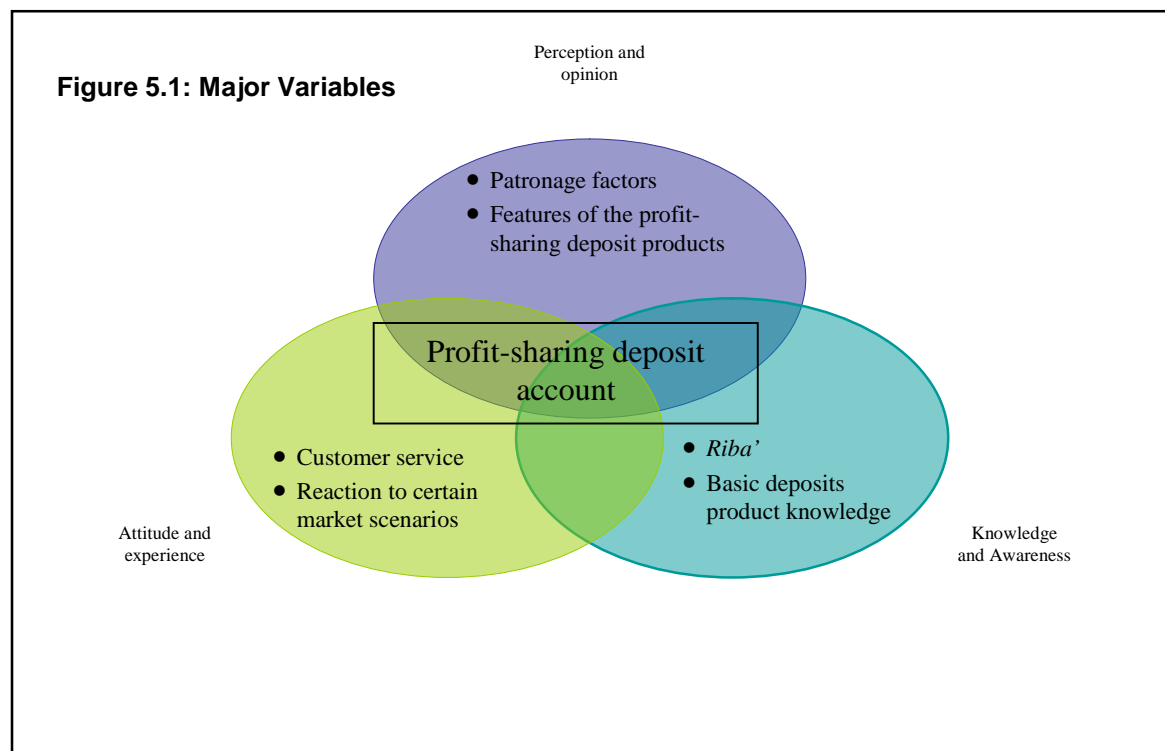 Perception and
opinion
Figure 5.1: Major Variables
● Patronage factors
● Features of the profit-
sharing deposit products
Profit-sharing deposit
account
● Customer service
● Reaction to certain
market scenarios
● Riba’
● Basic deposits
product knowledge
Attitude and
experience
Knowledge
and Awareness